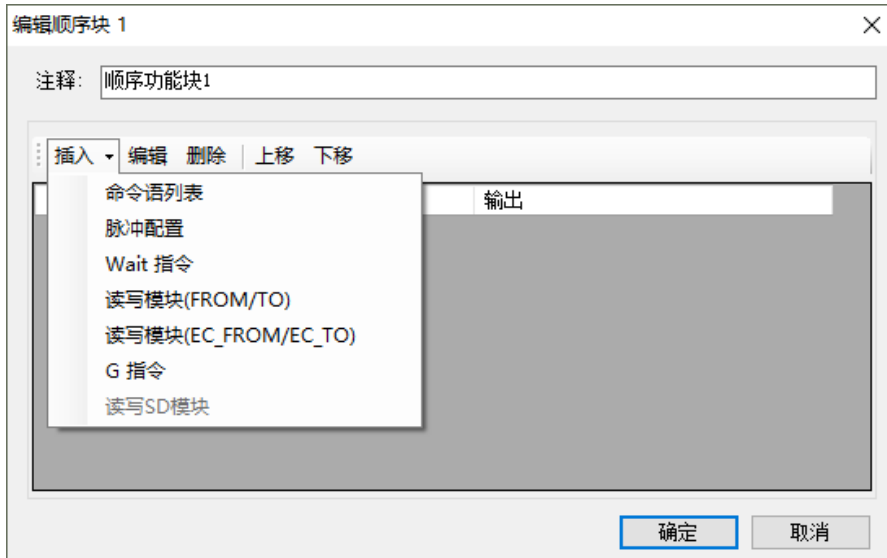 编辑顺序块 1
注释: 顺序功能块1
插入 编辑 删除 上移 下移
命令语列表 输出
脉冲配置
Wait 指令
读写模块(FROM/TO)
读写模块(EC_FROM/EC_TO)
G 指令
读写SD模块
确定 取消